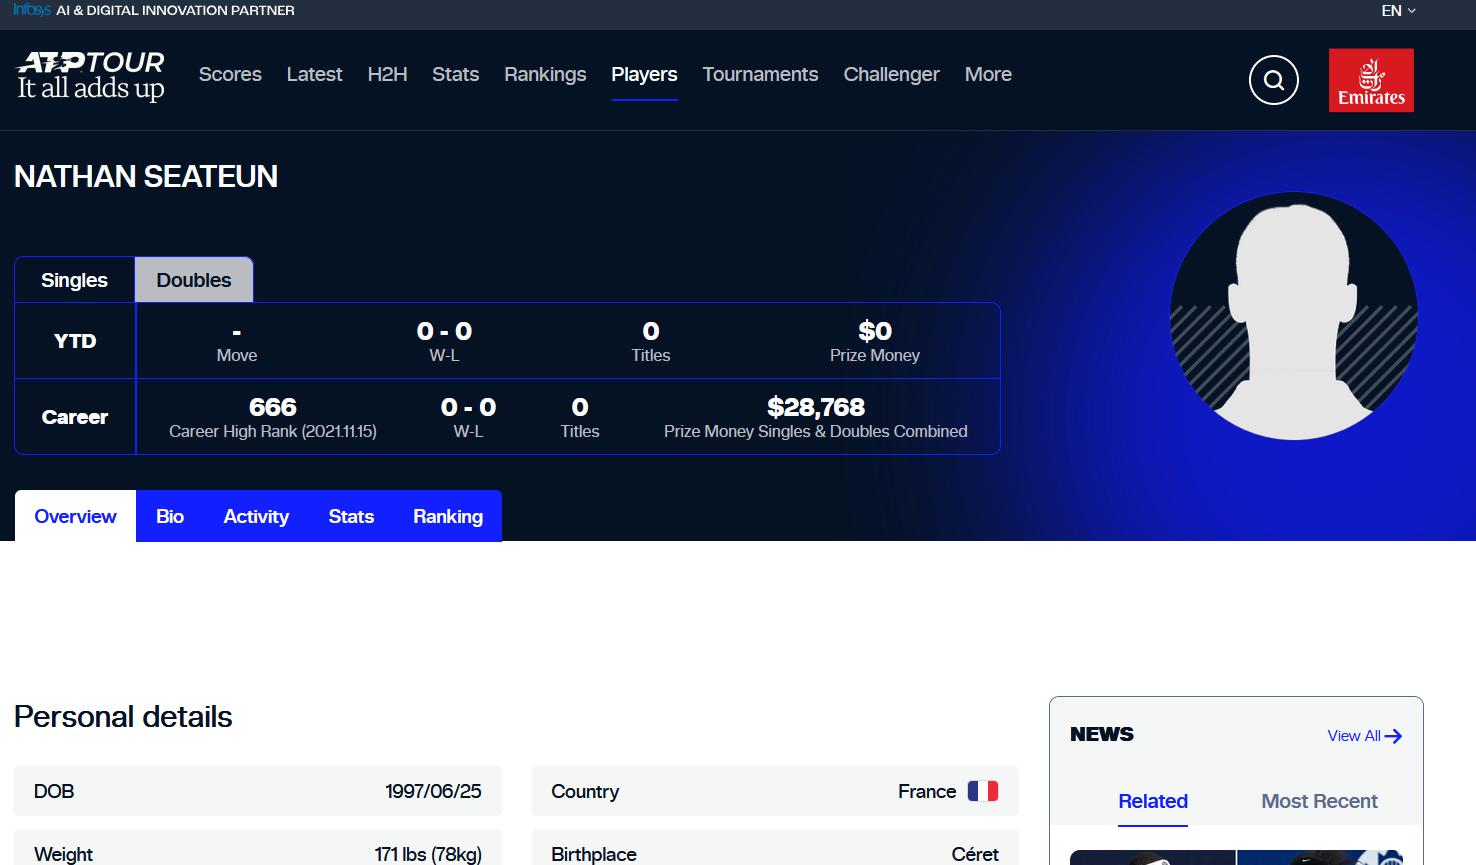 Infosys AI & DIGITAL INNOVATION PARTNER
EN
ATP TOUR
It all adds up
Scores Latest H2H Stats Rankings Players Tournaments Challenger More
Emirates
NATHAN SEATEUN
Singles Doubles
YTD
- 0 - 0 0 $0
Move W-L Titles Prize Money
Career
666 0 - 0 0 $28,768
Career High Rank (2021.11.15) W-L Titles Prize Money Singles & Doubles Combined
Overview Bio Activity Stats Ranking
Personal details
DOB 1997/06/25
Country France
Weight 171 lbs (78kg)
Birthplace Céret
NEWS View All
Related Most Recent